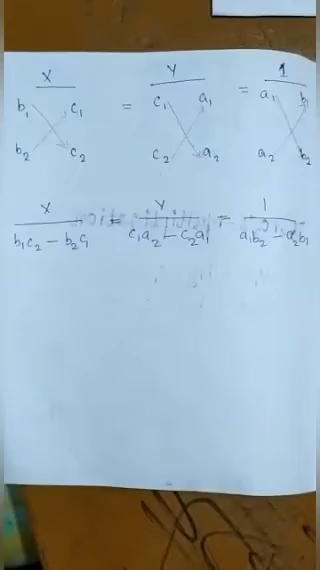 X Y 1
b₁ c₁ = c₁ a₁ = a₁ b₁
b₂ c₂ c₂ a₂ a₂ b₂
X = Y = 1
b₁c₂ - b₂c₁ c₁a₂ - c₂a₁ a₁b₂ - a₂b₁